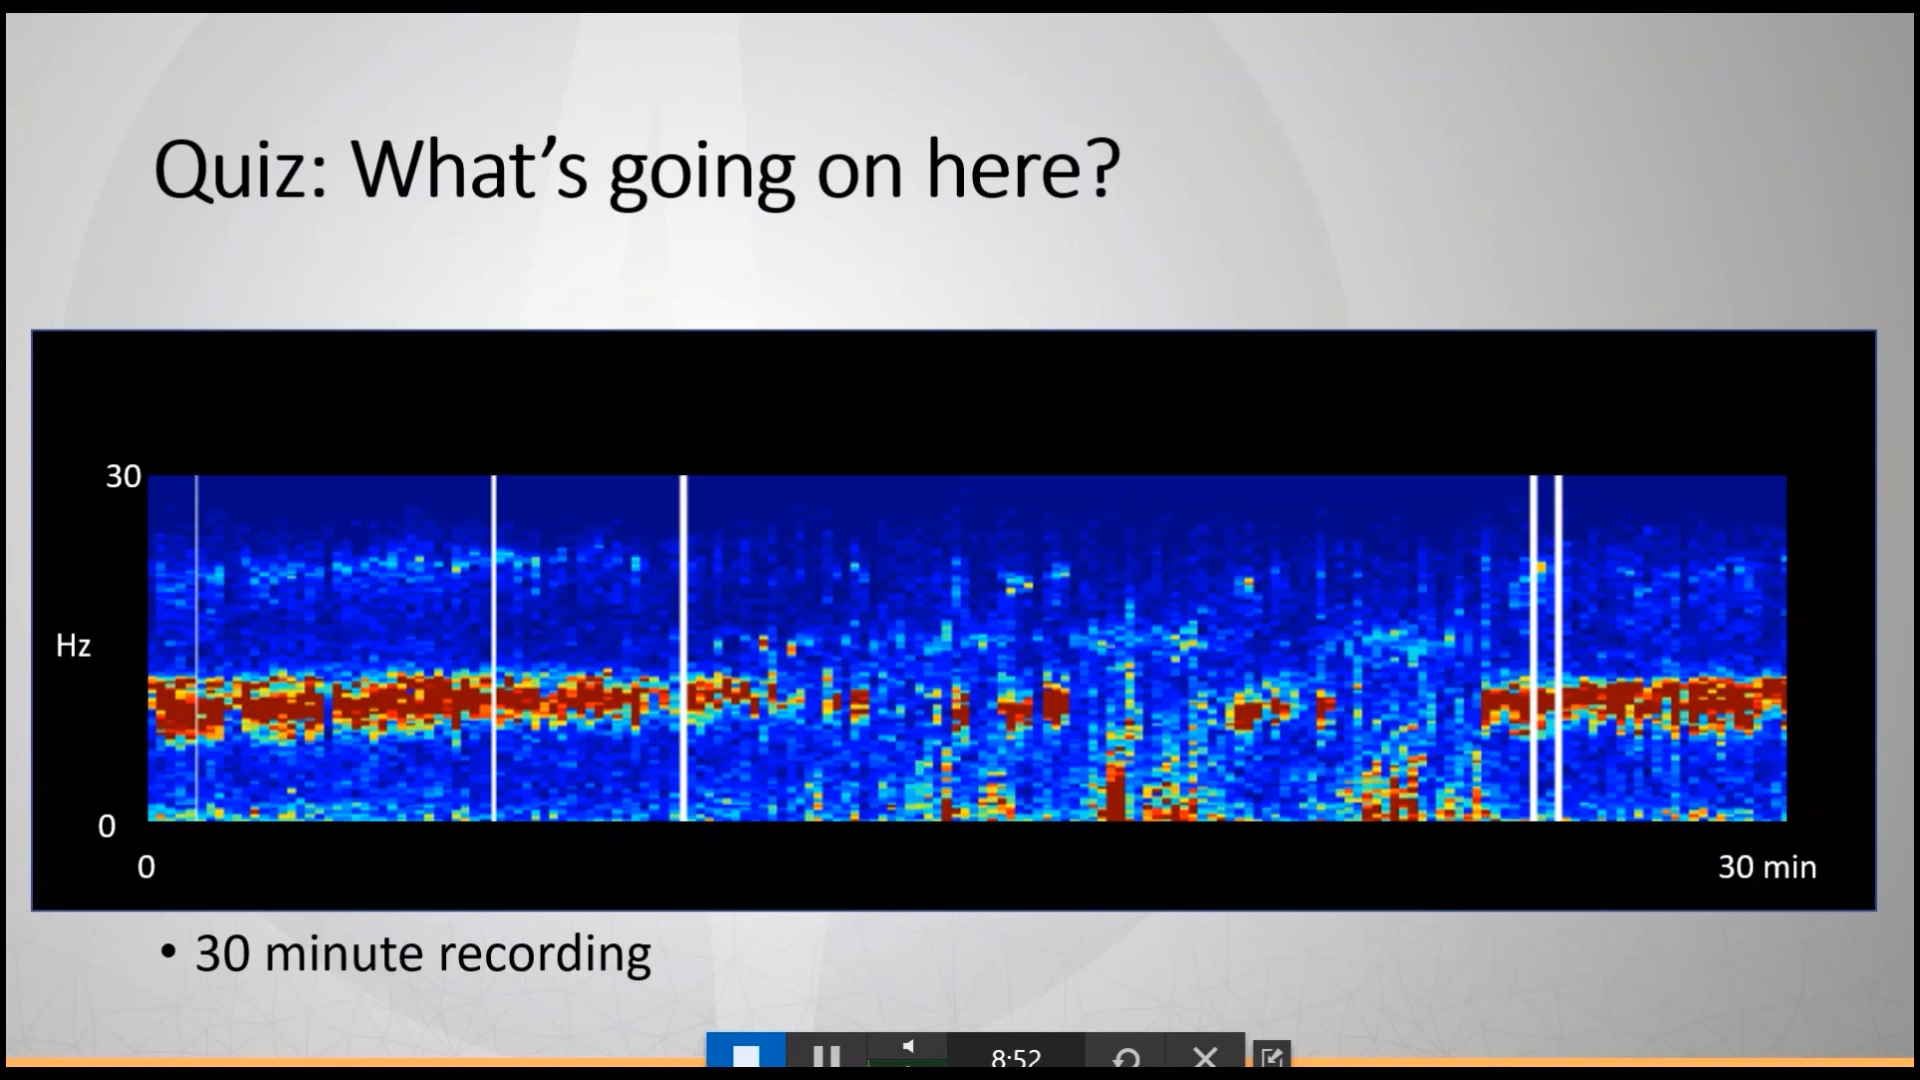 Quiz: What’s going on here?
30
Hz
0
0
30 min
• 30 minute recording
8:52